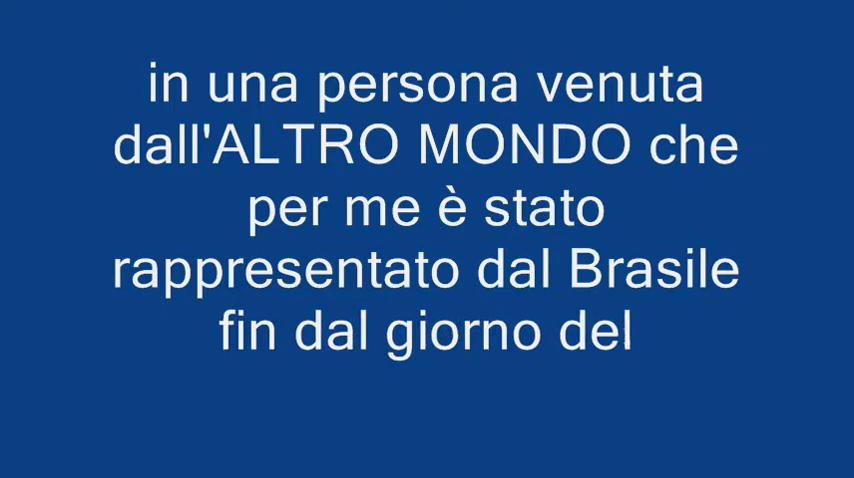 in una persona venuta
dall'ALTRO MONDO che
per me è stato
rappresentato dal Brasile
fin dal giorno del